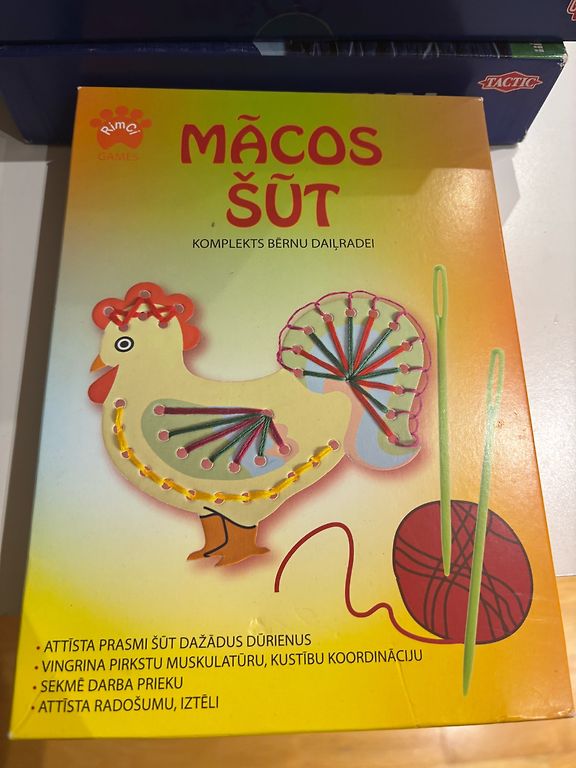 TACTIC
RimCi
GAMES
MĀCOS
ŠŪT
KOMPLEKTS BĒRNU DAIĻRADEI
• ATTĪSTA PRASMI ŠŪT DAŽĀDUS DŪRIENUS
• VINGRINA PIRKSTU MUSKULATŪRU, KUSTĪBU KOORDINĀCIJU
• SEKMĒ DARBA PRIEKU
• ATTĪSTA RADOŠUMU, IZTĒLI